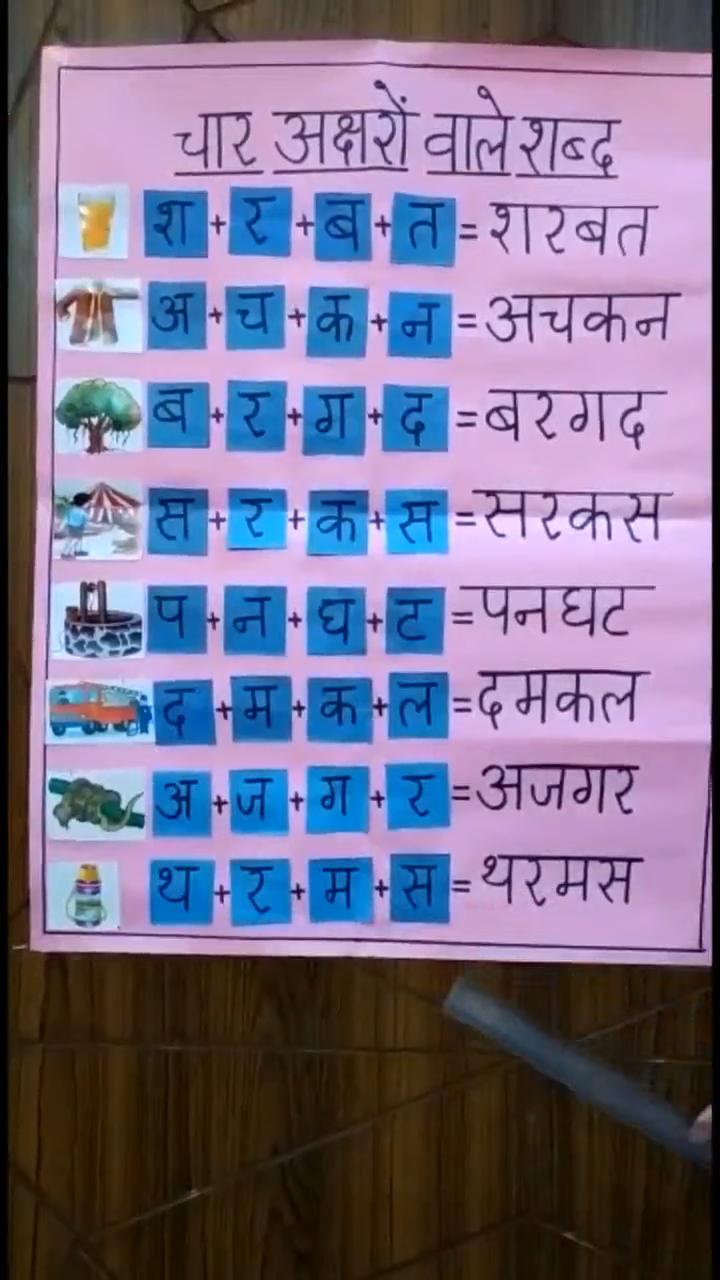 चार अक्षरों वाले शब्द
श + र + ब + त = शरबत
अ + च + क + न = अचकन
ब + र + ग + द = बरगद
स + र + क + स = सरकस
प + न + घ + ट = पनघट
द + म + क + ल = दमकल
अ + ज + ग + र = अजगर
थ + र + म + स = थरमस